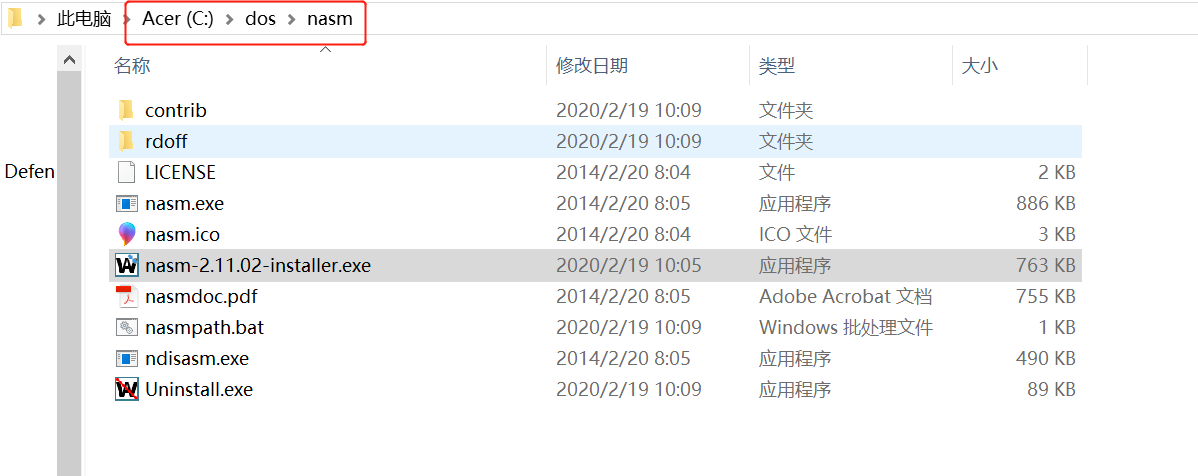 此电脑 Acer (C:) dos nasm
名称 修改日期 类型 大小
contrib 2020/2/19 10:09 文件夹
rdoff 2020/2/19 10:09 文件夹
Defen
LICENSE 2014/2/20 8:04 文件 2 KB
nasm.exe 2014/2/20 8:05 应用程序 886 KB
nasm.ico 2014/2/20 8:04 ICO 文件 3 KB
nasm-2.11.02-installer.exe 2020/2/19 10:05 应用程序 763 KB
nasmdoc.pdf 2014/2/20 8:05 Adobe Acrobat 文档 755 KB
nasmpath.bat 2020/2/19 10:09 Windows 批处理文件 1 KB
ndisasm.exe 2014/2/20 8:05 应用程序 490 KB
Uninstall.exe 2020/2/19 10:09 应用程序 89 KB